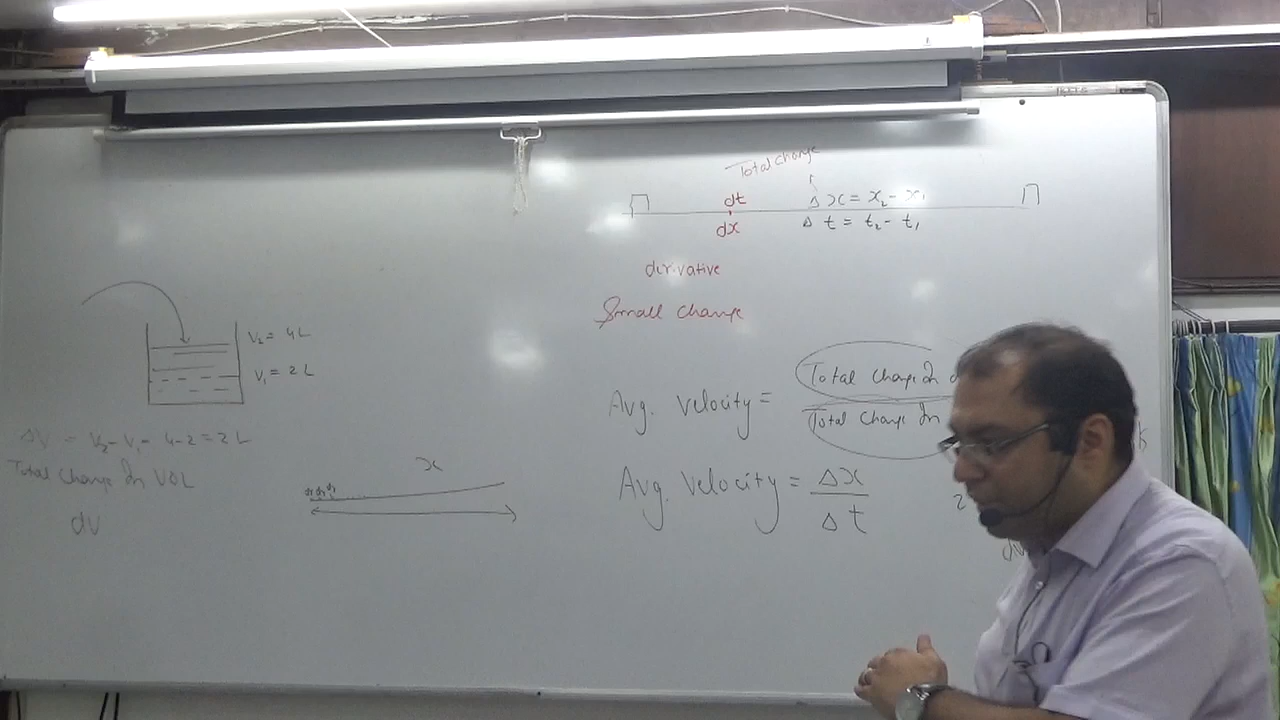 Total change
dt
Δ x = x₂ - x₁
dx
Δ t = t₂ - t₁
derivative
Small change
V₂ = 4L
V₁ = 2L
ΔV = V₂ - V₁ = 4-2 = 2L
Total change in VOL
dV
x
Avg. Velocity =
Total change in
Total change in
Avg. Velocity = Δx
Δt